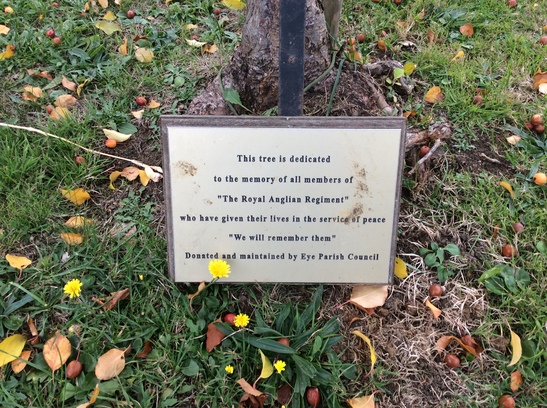 This tree is dedicated
to the memory of all members of
"The Royal Anglian Regiment"
who have given their lives in the service of peace
"We will remember them"
Donated and maintained by Eye Parish Council